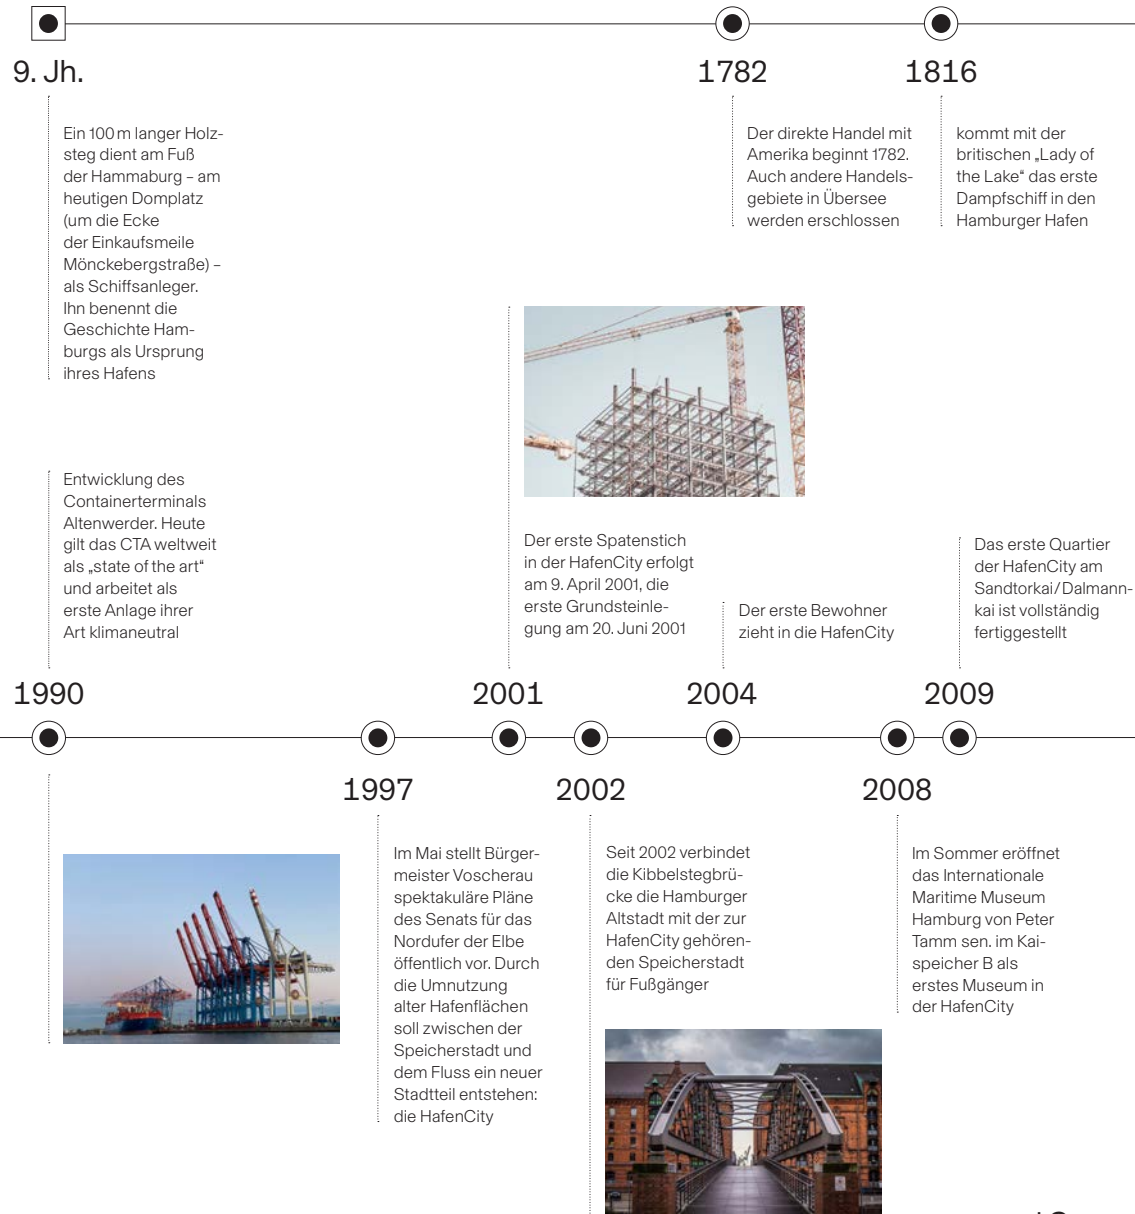 9. Jh.
Ein 100 m langer Holz-
steg dient am Fuß
der Hammaburg – am
heutigen Domplatz
(um die Ecke
der Einkaufsmeile
Mönckebergstraße) –
als Schiffsanleger.
Ihn benennt die
Geschichte Ham-
burgs als Ursprung
ihres Hafens
1782
Der direkte Handel mit
Amerika beginnt 1782.
Auch andere Handels-
gebiete in Übersee
werden erschlossen
1816
kommt mit der
britischen „Lady of
the Lake“ das erste
Dampfschiff in den
Hamburger Hafen
Entwicklung des
Containerterminals
Altenwerder. Heute
gilt das CTA weltweit
als „state of the art“
und arbeitet als
erste Anlage ihrer
Art klimaneutral
1990
1997
Im Mai stellt Bürger-
meister Voscherau
spektakuläre Pläne
des Senats für das
Nordufer der Elbe
öffentlich vor. Durch
die Umnutzung
alter Hafenflächen
soll zwischen der
Speicherstadt und
dem Fluss ein neuer
Stadtteil entstehen:
die HafenCity
Der erste Spatenstich
in der HafenCity erfolgt
am 9. April 2001, die
erste Grundsteinle-
gung am 20. Juni 2001
2001
2002
Seit 2002 verbindet
die Kibbelstegbrü-
cke die Hamburger
Altstadt mit der zur
HafenCity gehören-
den Speicherstadt
für Fußgänger
Der erste Bewohner
zieht in die HafenCity
2004
2008
Im Sommer eröffnet
das Internationale
Maritime Museum
Hamburg von Peter
Tamm sen. im Kai-
speicher B als
erstes Museum in
der HafenCity
Das erste Quartier
der HafenCity am
Sandtorkai/Dalmann-
kai ist vollständig
fertiggestellt
2009